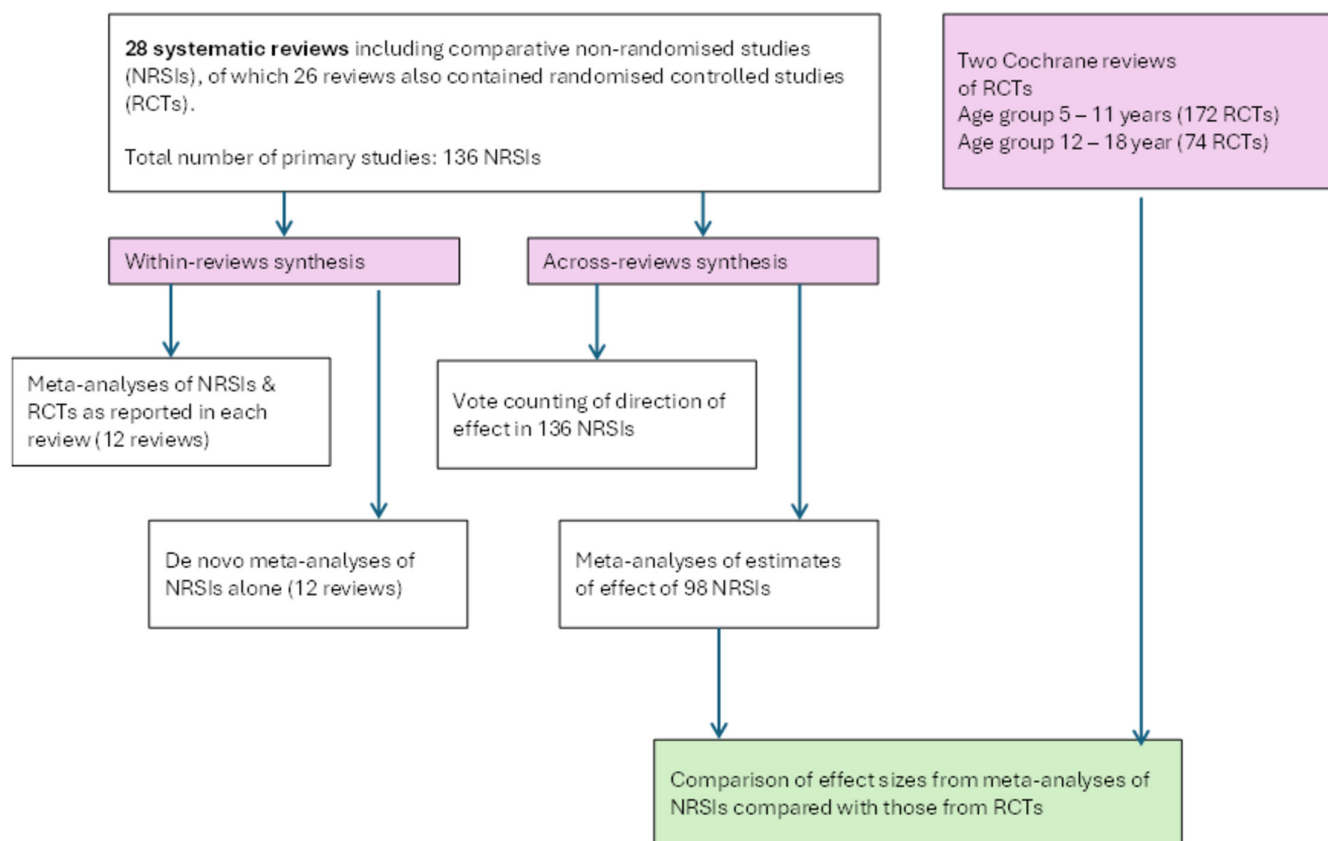 28 systematic reviews including comparative non-randomised studies
(NRSIs), of which 26 reviews also contained randomised controlled studies
(RCTs).
Total number of primary studies: 136 NRSIs
Two Cochrane reviews
of RCTs
Age group 5 – 11 years (172 RCTs)
Age group 12 – 18 year (74 RCTs)
Within-reviews synthesis
Across-reviews synthesis
Meta-analyses of NRSIs &
RCTs as reported in each
review (12 reviews)
Vote counting of direction of
effect in 136 NRSIs
De novo meta-analyses of
NRSIs alone (12 reviews)
Meta-analyses of estimates
of effect of 98 NRSIs
Comparison of effect sizes from meta-analyses of
NRSIs compared with those from RCTs